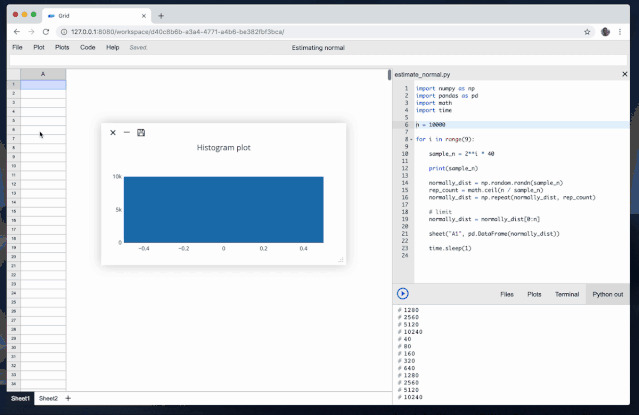 Grid
127.0.0.1:8080/workspace/d40c8b6b-a3a4-4771-a4b6-be382fbf3bca/
File Plot Plots Code Help Saved
Estimating normal
A
1
2
3
4
5
6
7
8
9
10
11
12
13
14
15
16
17
18
19
20
21
22
23
24
25
26
27
28
29
30
31
32
33
34
Histogram plot
10k
5k
0
−0.4 −0.2 0 0.2 0.4
Sheet1 Sheet2 +
estimate_normal.py
1 import numpy as np
2 import pandas as pd
3 import math
4 import time
5
6 n = 10000
7
8 for i in range(9):
9
10 sample_n = 2**i * 40
11
12 print(sample_n)
13
14 normally_dist = np.random.randn(sample_n)
15 rep_count = math.ceil(n / sample_n)
16 normally_dist = np.repeat(normally_dist, rep_count)
17
18 # limit
19 normally_dist = normally_dist[0:n]
20
21 sheet("A1", pd.DataFrame(normally_dist))
22
23 time.sleep(1)
24
Files Plots Terminal Python out
# 1280
# 2560
# 5120
# 10240
# 40
# 80
# 160
# 320
# 640
# 1280
# 2560
# 5120
# 10240